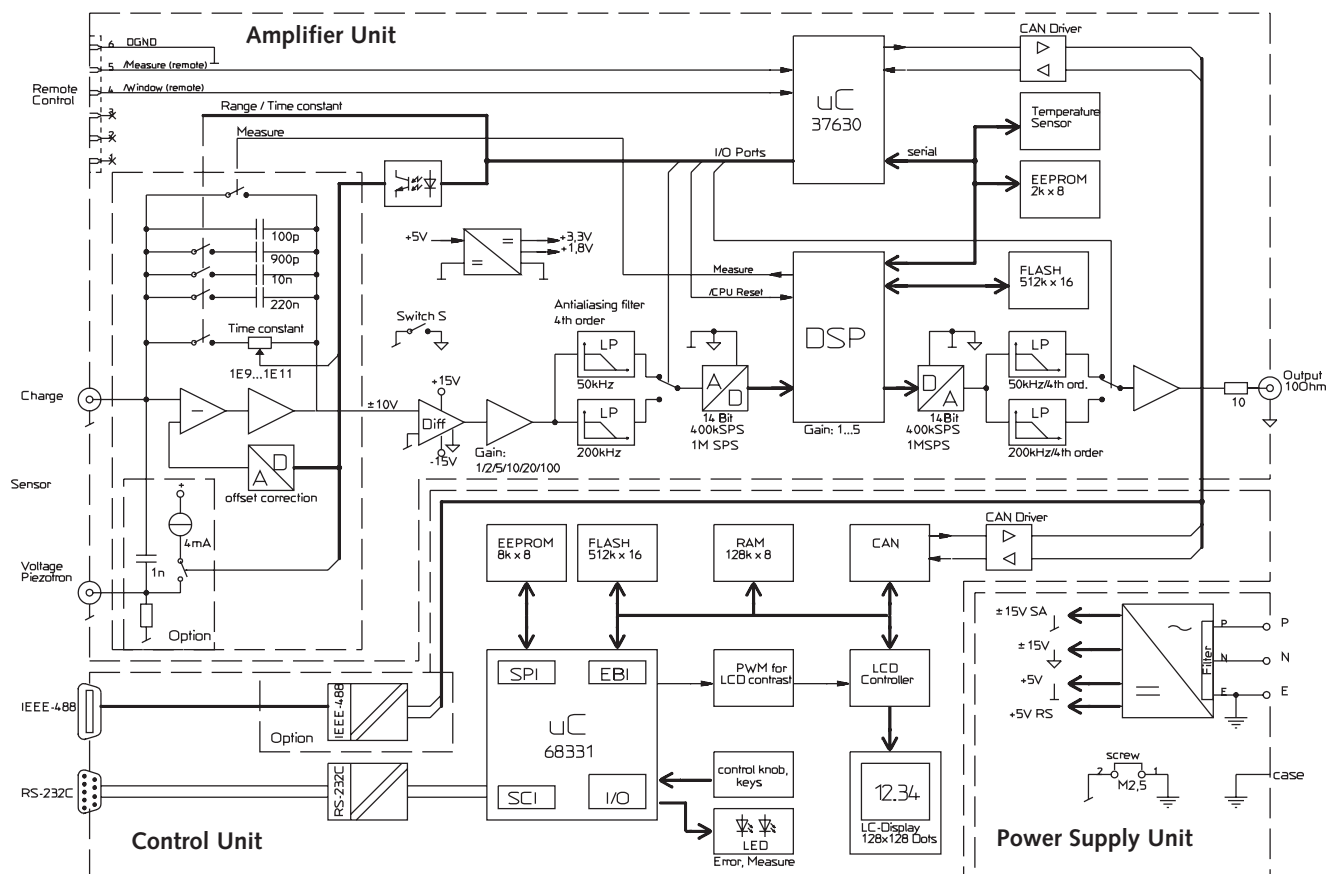 Amplifier Unit
CAN Driver
6 DGND
5 /Measure (remote)
4 /Window (remote)
Remote
Control
3
2
1
Range / Time constant
Measure
I/O Ports
uC
37630
serial
Temperature
Sensor
EEPROM
2k x 8
100p
900p
10n
220n
Time constant
1E9...1E11
+5V
=
=
+3,3V
+1,8V
Measure
/CPU Reset
DSP
Gain: 1...5
FLASH
512k x 16
Switch S
Antialiasing filter
4th order
LP
50kHz
LP
200kHz
A
D
14 Bit
400kSPS
1M SPS
D
A
14Bit
400kSPS
1MSPS
LP
50kHz/4th ord.
LP
200kHz/4th order
Output
10Ohm
10
Charge
−
±10V
+15V
Diff
-15V
Gain:
1/2/5/10/20/100
D
A
offset correction
Sensor
+
4mA
1n
Voltage
Piezotron
Option
EEPROM
8k x 8
FLASH
512k x 16
RAM
128k x 8
CAN
CAN Driver
SPI
EBI
uC
68331
SCI
I/O
PWM for
LCD contrast
LCD
Controller
control knob,
keys
LED
Error, Measure
12.34
LC-Display
128x128 Dots
IEEE-488
IEEE-488
Option
RS-232C
RS-232C
Control Unit
±15V SA
±15V
+5V
+5V RS
~
=
Filter
P
N
E
P
N
E
screw
2
1
M2,5
case
Power Supply Unit